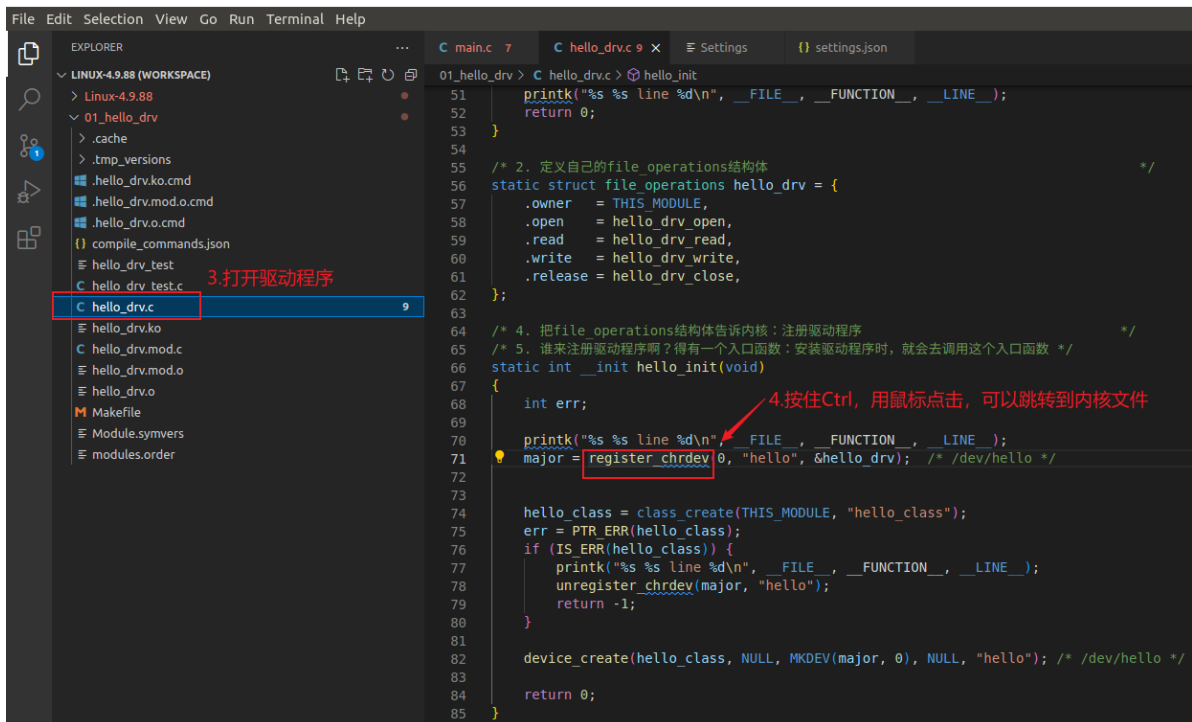 File Edit Selection View Go Run Terminal Help
EXPLORER
LINUX-4.9.88 (WORKSPACE)
Linux-4.9.88
01_hello_drv
.cache
.tmp_versions
.hello_drv.ko.cmd
.hello_drv.mod.o.cmd
.hello_drv.o.cmd
{} compile_commands.json
hello_drv_test
C hello_drv_test.c
3.打开驱动程序
C hello_drv.c 9
hello_drv.ko
C hello_drv.mod.c
hello_drv.mod.o
hello_drv.o
M Makefile
Module.symvers
modules.order
1
C main.c 7 C hello_drv.c 9 × Settings {} settings.json
01_hello_drv > C hello_drv.c > hello_init
51 printk("%s %s line %d\n", __FILE__, __FUNCTION__, __LINE__);
52 return 0;
53 }
54
55 /* 2. 定义自己的file_operations结构体 */
56 static struct file_operations hello_drv = {
57 .owner = THIS_MODULE,
58 .open = hello_drv_open,
59 .read = hello_drv_read,
60 .write = hello_drv_write,
61 .release = hello_drv_close,
62 };
63
64 /* 4. 把file_operations结构体告诉内核：注册驱动程序 */
65 /* 5. 谁来注册驱动程序啊？得有一个入口函数：安装驱动程序时，就会去调用这个入口函数 */
66 static int __init hello_init(void)
67 {
68 int err;
4.按住Ctrl，用鼠标点击，可以跳转到内核文件
69
70 printk("%s %s line %d\n", __FILE__, __FUNCTION__, __LINE__);
71 major = register_chrdev(0, "hello", &hello_drv); /* /dev/hello */
72
73
74 hello_class = class_create(THIS_MODULE, "hello_class");
75 err = PTR_ERR(hello_class);
76 if (IS_ERR(hello_class)) {
77 printk("%s %s line %d\n", __FILE__, __FUNCTION__, __LINE__);
78 unregister_chrdev(major, "hello");
79 return -1;
80 }
81
82 device_create(hello_class, NULL, MKDEV(major, 0), NULL, "hello"); /* /dev/hello */
83
84 return 0;
85 }